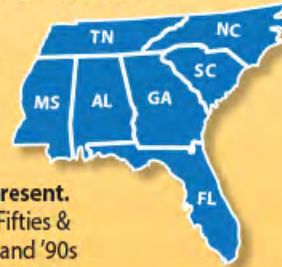 TN
NC
SC
MS
AL
GA
FL
resent.
Fifties &
and '90s